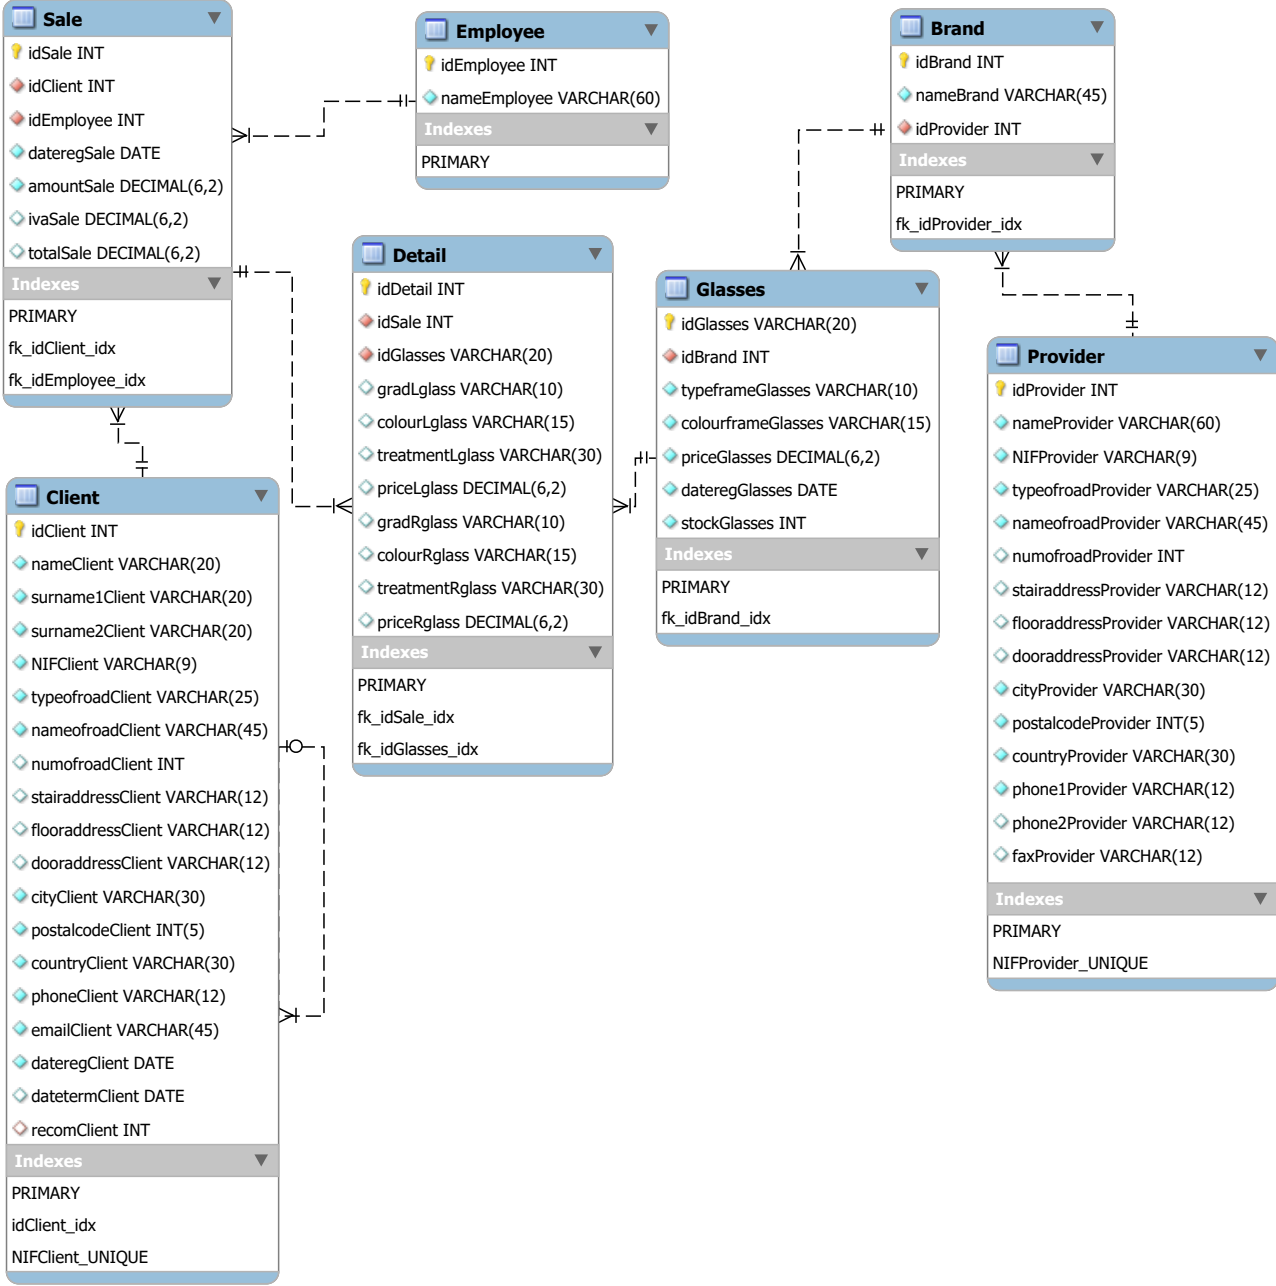 Sale
idSale INT
idClient INT
idEmployee INT
dateregSale DATE
amountSale DECIMAL(6,2)
ivaSale DECIMAL(6,2)
totalSale DECIMAL(6,2)
Indexes
PRIMARY
fk_idClient_idx
fk_idEmployee_idx
Employee
idEmployee INT
nameEmployee VARCHAR(60)
Indexes
PRIMARY
Brand
idBrand INT
nameBrand VARCHAR(45)
idProvider INT
Indexes
PRIMARY
fk_idProvider_idx
Detail
idDetail INT
idSale INT
idGlasses VARCHAR(20)
gradLglass VARCHAR(10)
colourLglass VARCHAR(15)
treatmentLglass VARCHAR(30)
priceLglass DECIMAL(6,2)
gradRglass VARCHAR(10)
colourRglass VARCHAR(15)
treatmentRglass VARCHAR(30)
priceRglass DECIMAL(6,2)
Indexes
PRIMARY
fk_idSale_idx
fk_idGlasses_idx
Glasses
idGlasses VARCHAR(20)
idBrand INT
typeframeGlasses VARCHAR(10)
colourframeGlasses VARCHAR(15)
priceGlasses DECIMAL(6,2)
dateregGlasses DATE
stockGlasses INT
Indexes
PRIMARY
fk_idBrand_idx
Provider
idProvider INT
nameProvider VARCHAR(60)
NIFProvider VARCHAR(9)
typeofroadProvider VARCHAR(25)
nameofroadProvider VARCHAR(45)
numofroadProvider INT
stairaddressProvider VARCHAR(12)
flooraddressProvider VARCHAR(12)
dooraddressProvider VARCHAR(12)
cityProvider VARCHAR(30)
postalcodeProvider INT(5)
countryProvider VARCHAR(30)
phone1Provider VARCHAR(12)
phone2Provider VARCHAR(12)
faxProvider VARCHAR(12)
Indexes
PRIMARY
NIFProvider_UNIQUE
Client
idClient INT
nameClient VARCHAR(20)
surname1Client VARCHAR(20)
surname2Client VARCHAR(20)
NIFClient VARCHAR(9)
typeofroadClient VARCHAR(25)
nameofroadClient VARCHAR(45)
numofroadClient INT
stairaddressClient VARCHAR(12)
flooraddressClient VARCHAR(12)
dooraddressClient VARCHAR(12)
cityClient VARCHAR(30)
postalcodeClient INT(5)
countryClient VARCHAR(30)
phoneClient VARCHAR(12)
emailClient VARCHAR(45)
dateregClient DATE
datetermClient DATE
recomClient INT
Indexes
PRIMARY
idClient_idx
NIFClient_UNIQUE